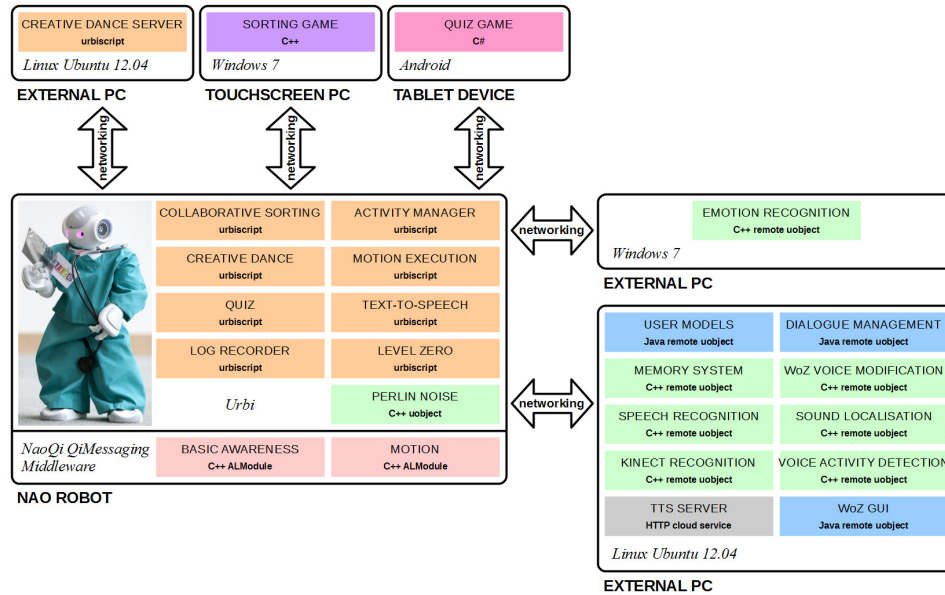 CREATIVE DANCE SERVER
urbiscript
Linux Ubuntu 12.04
EXTERNAL PC
SORTING GAME
C++
Windows 7
TOUCHSCREEN PC
QUIZ GAME
C#
Android
TABLET DEVICE
networking
networking
networking
COLLABORATIVE SORTING
urbiscript
ACTIVITY MANAGER
urbiscript
CREATIVE DANCE
urbiscript
MOTION EXECUTION
urbiscript
QUIZ
urbiscript
TEXT-TO-SPEECH
urbiscript
LOG RECORDER
urbiscript
LEVEL ZERO
urbiscript
Urbi
PERLIN NOISE
C++ uobject
NaoQi QiMessaging
Middleware
BASIC AWARENESS
C++ ALModule
MOTION
C++ ALModule
NAO ROBOT
networking
EMOTION RECOGNITION
C++ remote uobject
Windows 7
EXTERNAL PC
networking
USER MODELS
Java remote uobject
DIALOGUE MANAGEMENT
Java remote uobject
MEMORY SYSTEM
C++ remote uobject
WoZ VOICE MODIFICATION
C++ remote uobject
SPEECH RECOGNITION
C++ remote uobject
SOUND LOCALISATION
C++ remote uobject
KINECT RECOGNITION
C++ remote uobject
VOICE ACTIVITY DETECTION
C++ remote uobject
TTS SERVER
HTTP cloud service
WoZ GUI
Java remote uobject
Linux Ubuntu 12.04
EXTERNAL PC